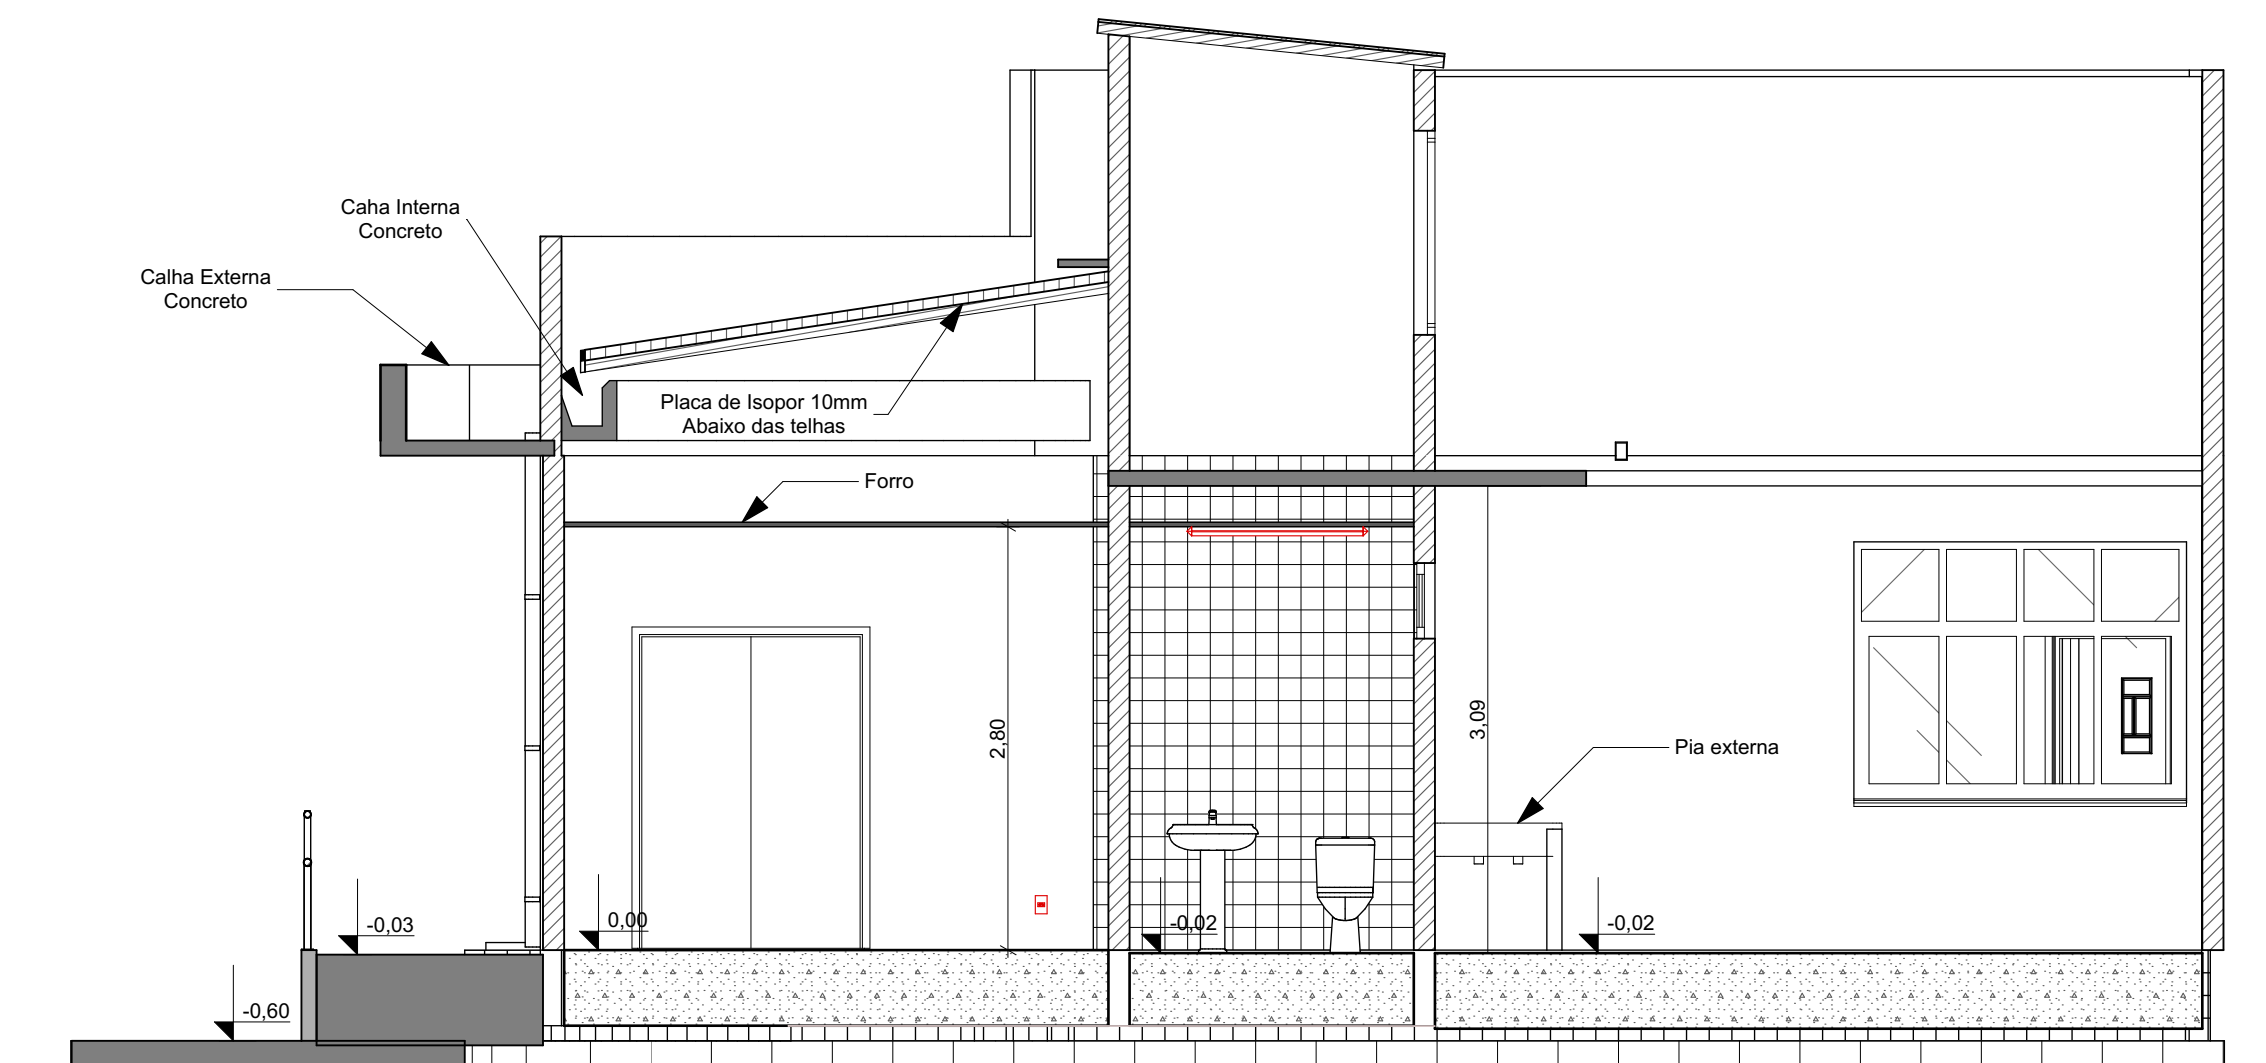 Caha Interna
Concreto
Calha Externa
Concreto
Placa de Isopor 10mm
Abaixo das telhas
Forro
2,80
3,09
Pia externa
-0,03
0,00
-0,02
-0,02
-0,60